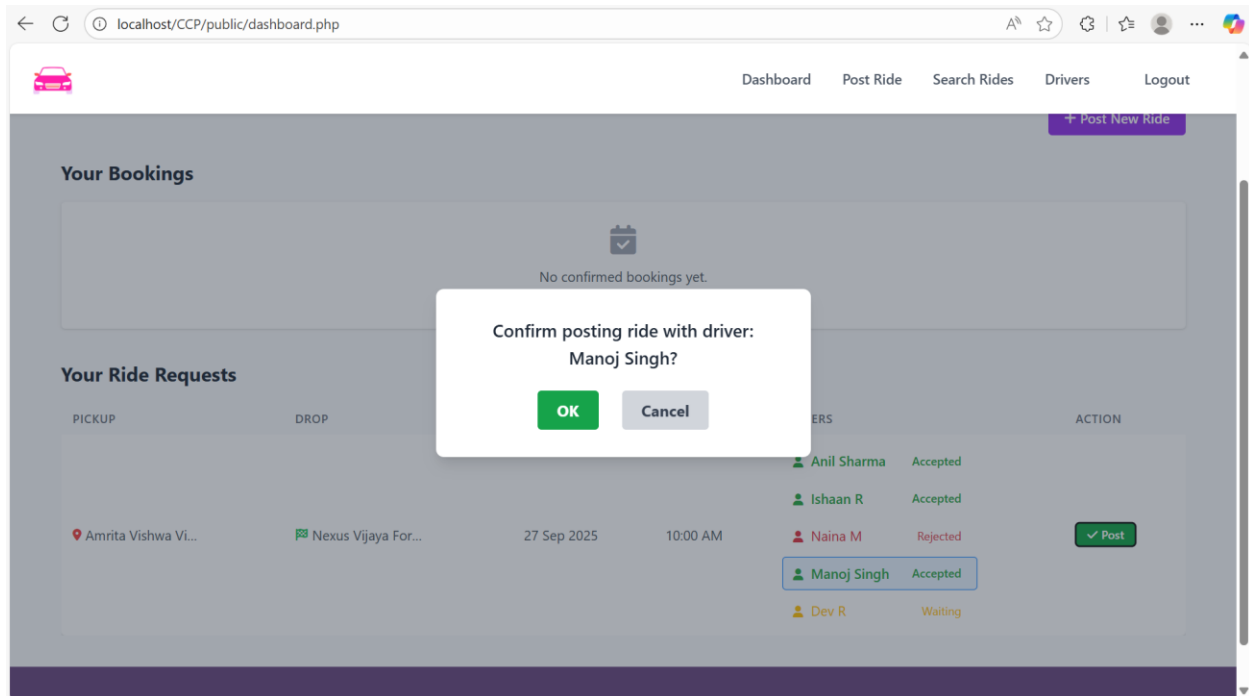 localhost/CCP/public/dashboard.php
Dashboard Post Ride Search Rides Drivers Logout
+ Post New Ride
Your Bookings
No confirmed bookings yet.
Confirm posting ride with driver:
Manoj Singh?
OK Cancel
Your Ride Requests
PICKUP DROP ERS ACTION
Anil Sharma Accepted
Ishaan R Accepted
Amrita Vishwa Vi... Nexus Vijaya For... 27 Sep 2025 10:00 AM Naina M Rejected Post
Manoj Singh Accepted
Dev R Waiting